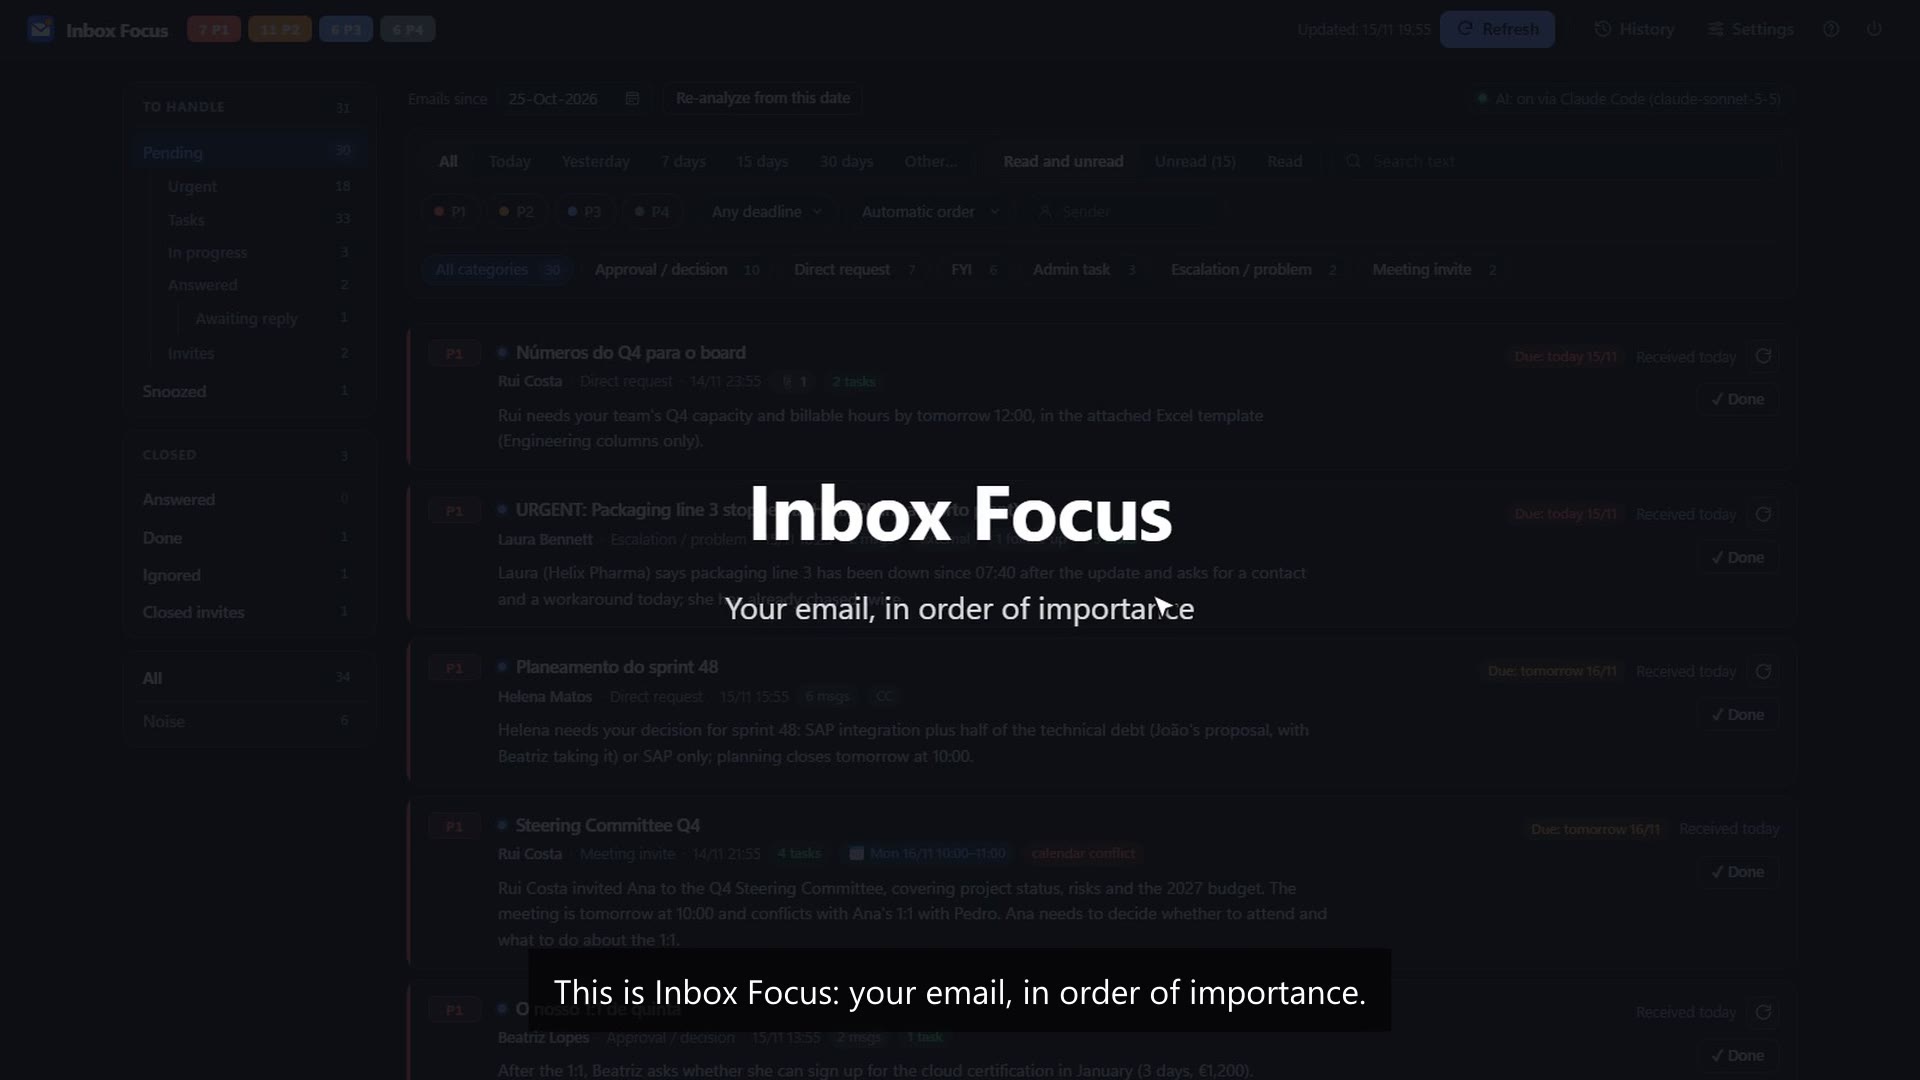 Inbox Focus
7 P1
11 P2
6 P3
6 P4
Updated: 15/11 19:55
Refresh
History
Settings
TO HANDLE 31
Pending 30
Urgent 18
Tasks 33
In progress 3
Answered 2
Awaiting reply 1
Invites 2
Snoozed 1
CLOSED 3
Answered 0
Done 1
Ignored 1
Closed invites 1
All 34
Noise 6
Emails since 25-Oct-2026 Re-analyze from this date
AI: on via Claude Code (claude-sonnet-5-5)
All Today Yesterday 7 days 15 days 30 days Other... Read and unread Unread (15) Read Search text
P1 P2 P3 P4 Any deadline Automatic order Sender
All categories 30 Approval / decision 10 Direct request 7 FYI 6 Admin task 3 Escalation / problem 2 Meeting invite 2
P1 Números do Q4 para o board Due: today 15/11 Received today
Rui Costa · Direct request · 14/11 23:55 1 2 tasks
✓ Done
Rui needs your team's Q4 capacity and billable hours by tomorrow 12:00, in the attached Excel template
(Engineering columns only).
P1 URGENT: Packaging line 3 Due: today 15/11 Received today
Inbox Focus
Laura Bennett · Escalation / problem
✓ Done
Laura (Helix Pharma) says packaging line 3 has been down since 07:40 after the update and asks for a contact
and a workaround today; she
Your email, in order of importance
P1 Planeamento do sprint 48 Due: tomorrow 16/11 Received today
Helena Matos · Direct request · 15/11 15:55 6 msgs CC
✓ Done
Helena needs your decision for sprint 48: SAP integration plus half of the technical debt (João's proposal, with
Beatriz taking it) or SAP only; planning closes tomorrow at 10:00.
P1 Steering Committee Q4 Due: tomorrow 16/11 Received today
Rui Costa · Meeting invite · 14/11 21:55 4 tasks Mon 16/11 10:00–11:00 calendar conflict
✓ Done
Rui Costa invited Ana to the Q4 Steering Committee, covering project status, risks and the 2027 budget. The
meeting is tomorrow at 10:00 and conflicts with Ana's 1:1 with Pedro. Ana needs to decide whether to attend and
what to do about the 1:1.
This is Inbox Focus: your email, in order of importance.
P1 O nosso 1:1 de quinta Received today
Beatriz Lopes · Approval / decision · 15/11 13:55 2 msgs 1 task
✓ Done
After the 1:1, Beatriz asks whether she can sign up for the cloud certification in January (3 days, €1,200).